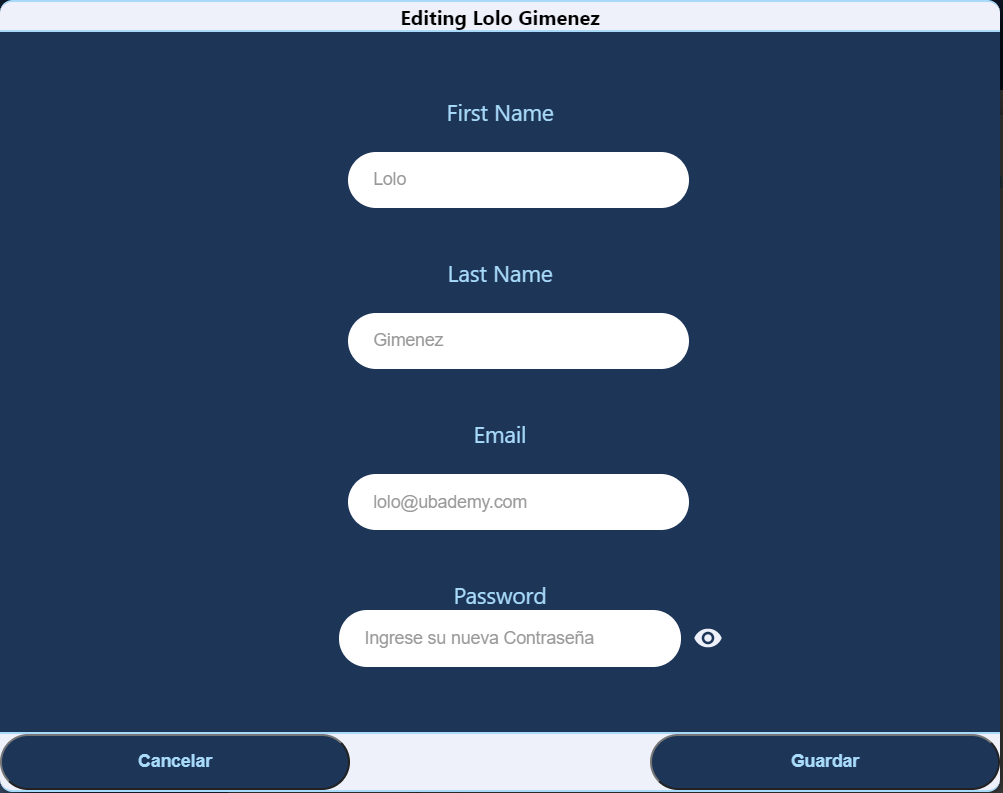 Editing Lolo Gimenez
First Name
Lolo
Last Name
Gimenez
Email
lolo@ubademy.com
Password
Ingrese su nueva Contraseña
Cancelar
Guardar